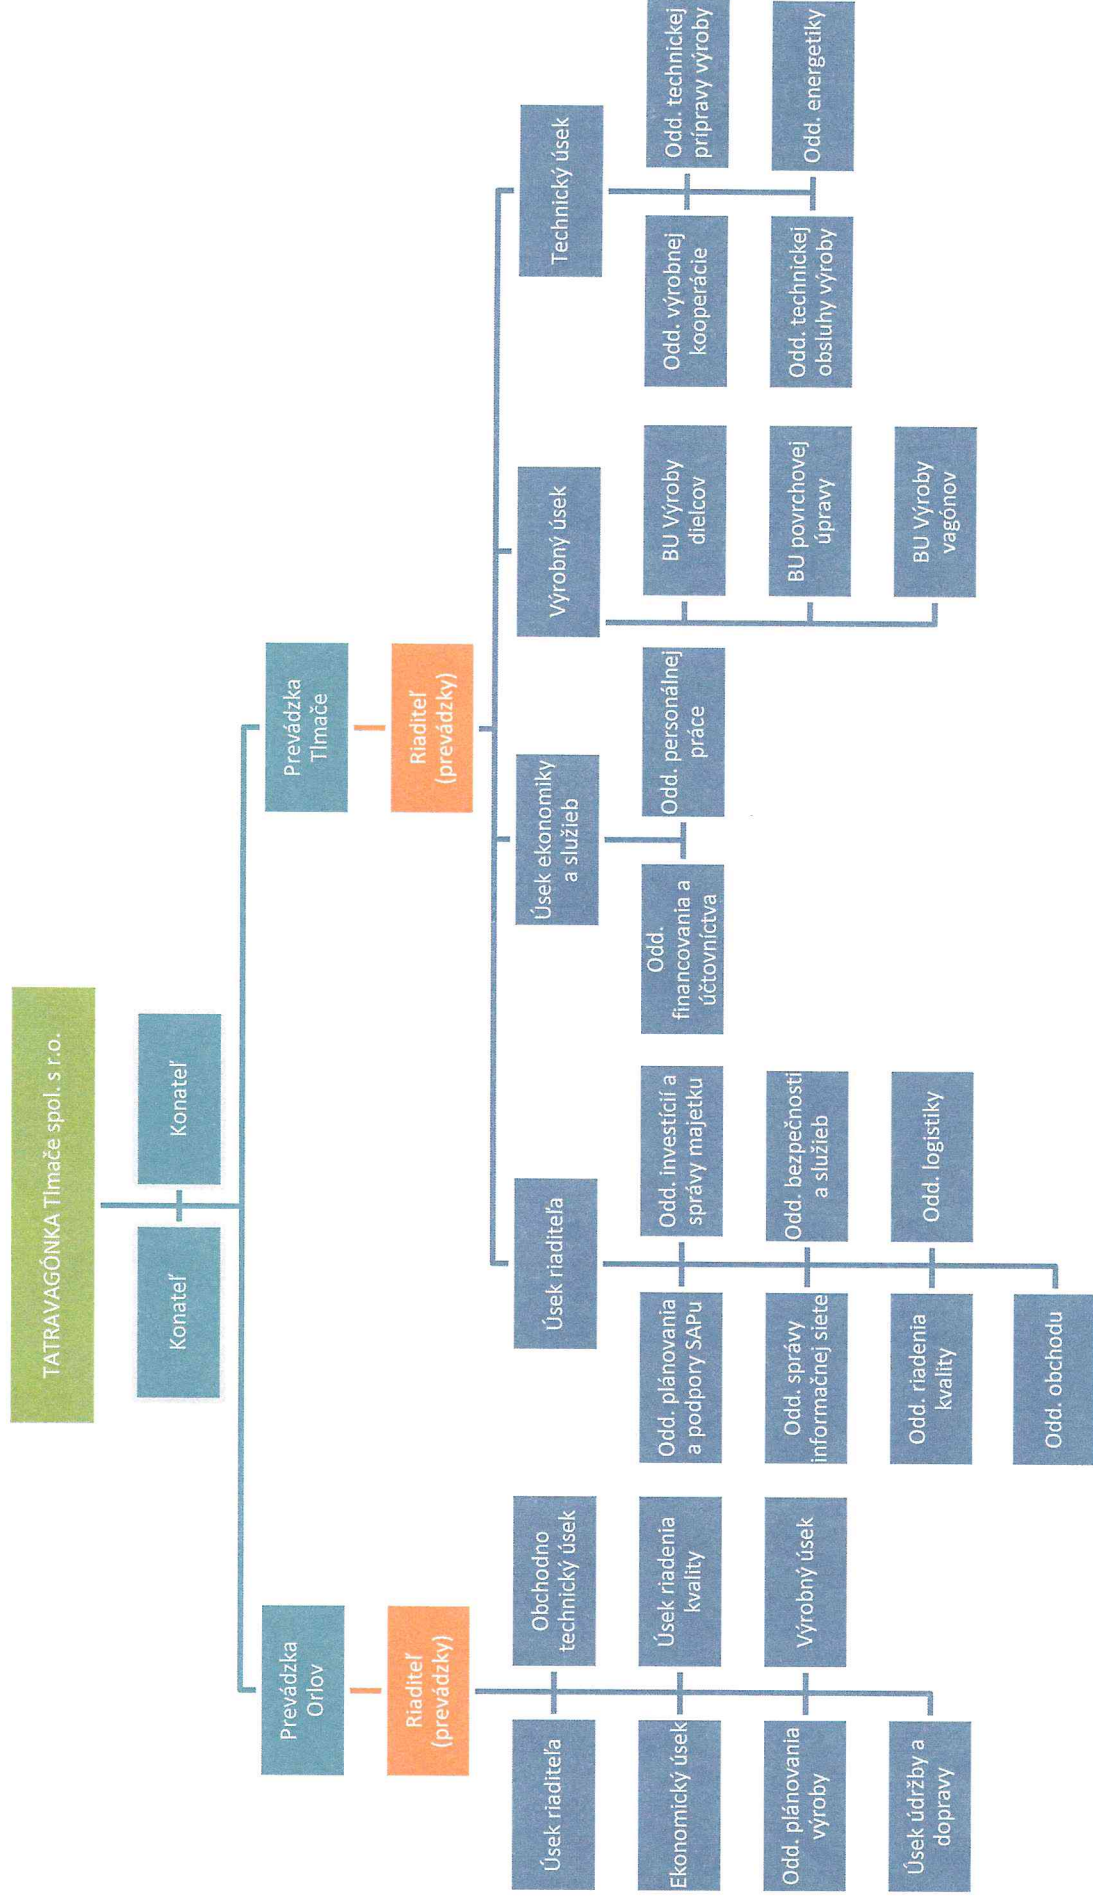 TATRAVAGÓNKA Tlmače spol. s r.o.
Konateľ
Konateľ
Prevádzka
Orlov
Riaditeľ
(prevádzky)
Úsek riaditeľa
Obchodno
technický úsek
Ekonomický úsek
Úsek riadenia
kvality
Odd. plánovania
výroby
Výrobný úsek
Úsek údržby a
dopravy
Prevádzka
Tlmače
Riaditeľ
(prevádzky)
Úsek riaditeľa
Odd. plánovania
a podpory SAPu
Odd. investícií a
správy majetku
Odd. správy
informačnej siete
Odd. bezpečnosti
a služieb
Odd. riadenia
kvality
Odd. logistiky
Odd. obchodu
Úsek ekonomiky
a služieb
Odd.
financovania a
účtovníctva
Odd. personálnej
práce
Výrobný úsek
BU Výroby
dielcov
BU povrchovej
úpravy
BU Výroby
vagónov
Technický úsek
Odd. výrobnej
kooperácie
Odd. technickej
prípravy výroby
Odd. technickej
obsluhy výroby
Odd. energetiky